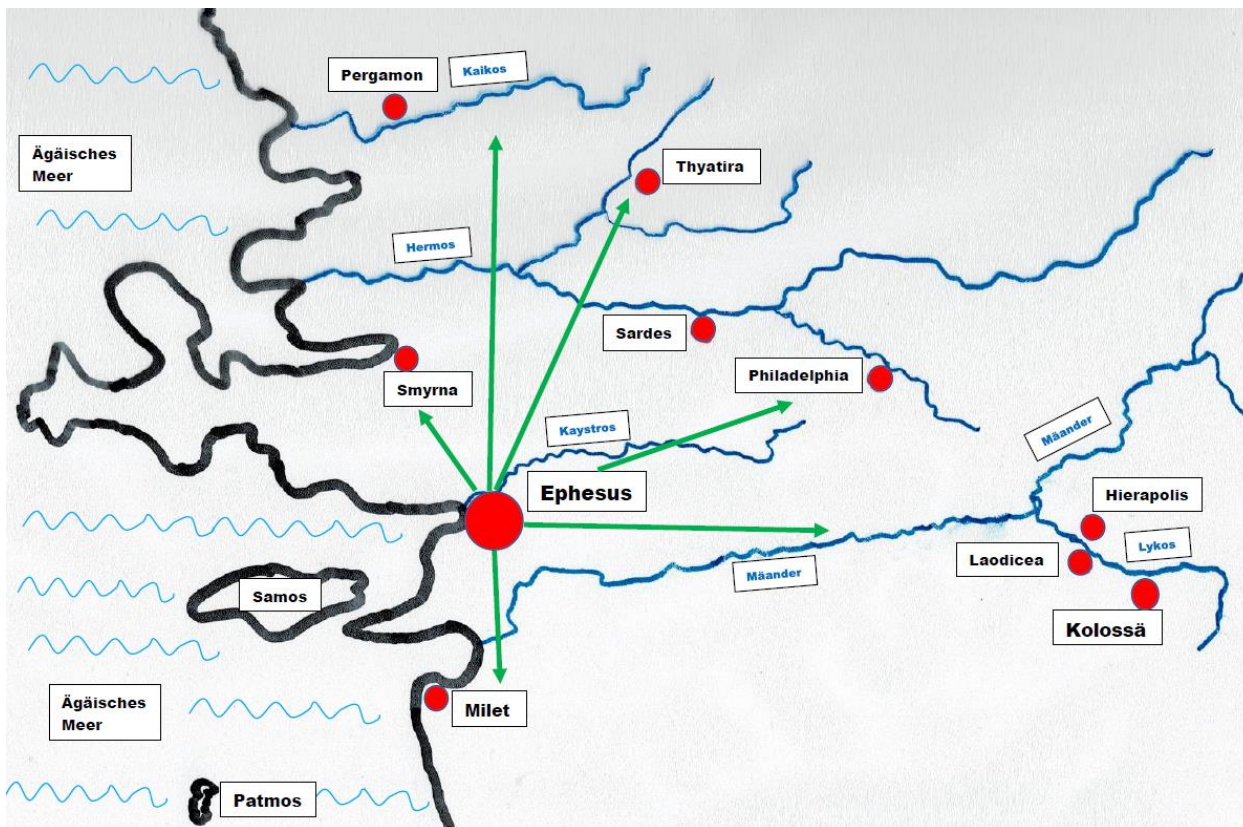 Pergamon
Kaikos
Ägäisches
Meer
Thyatira
Hermos
Sardes
Smyrna
Philadelphia
Kaystros
Mäander
Ephesus
Hierapolis
Lykos
Laodicea
Mäander
Samos
Kolossä
Ägäisches
Meer
Milet
Patmos